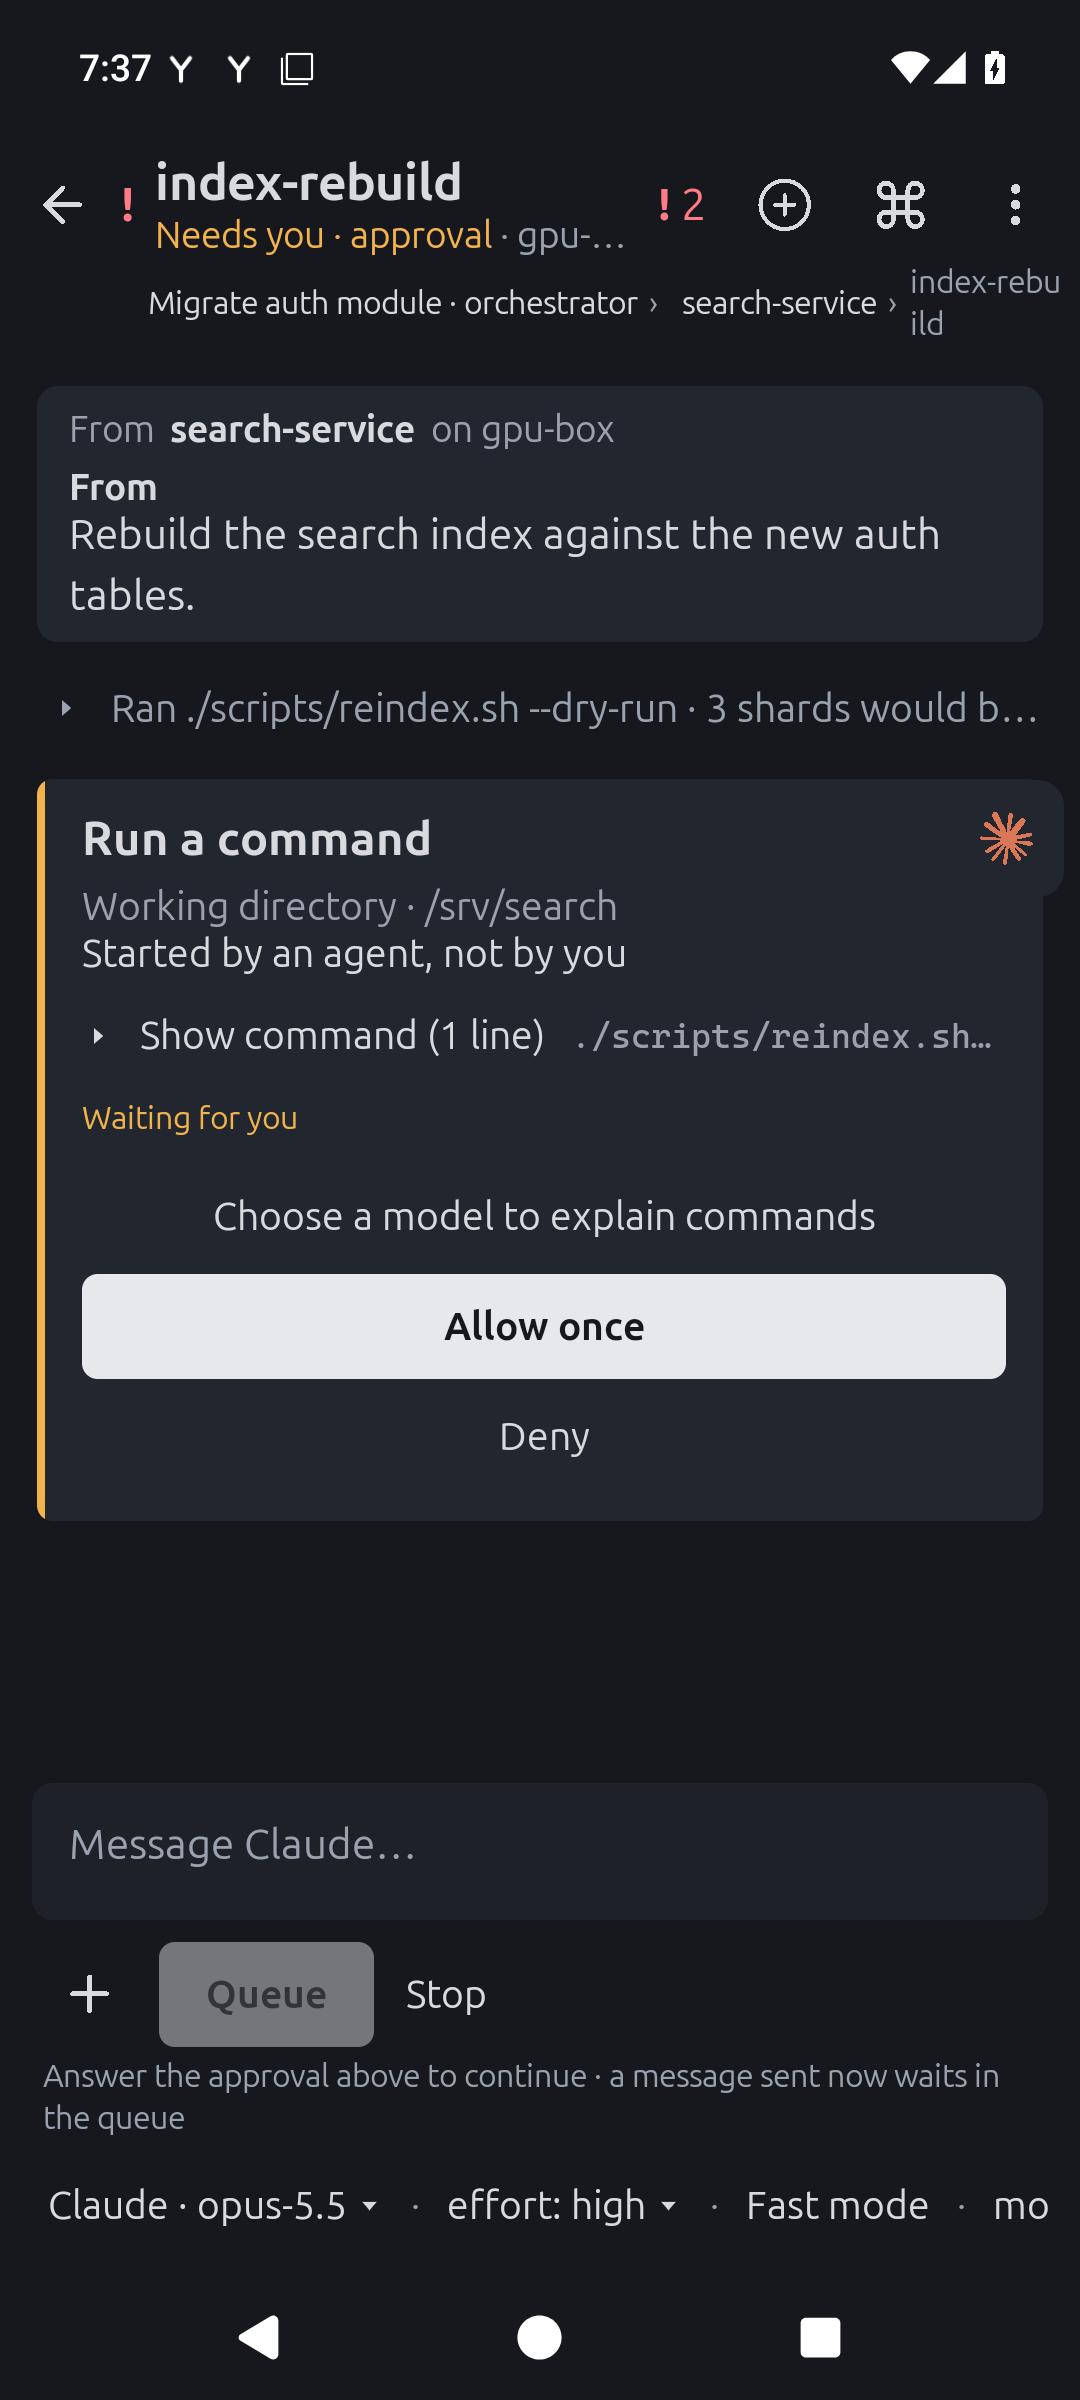 7:37
! index-rebuild
Needs you · approval · gpu-…
! 2
Migrate auth module · orchestrator › search-service › index-rebu
ild
From search-service on gpu-box
From
Rebuild the search index against the new auth
tables.
Ran ./scripts/reindex.sh --dry-run · 3 shards would b…
Run a command
Working directory · /srv/search
Started by an agent, not by you
Show command (1 line) ./scripts/reindex.sh…
Waiting for you
Choose a model to explain commands
Allow once
Deny
Message Claude…
Queue Stop
Answer the approval above to continue · a message sent now waits in
the queue
Claude · opus-5.5 · effort: high · Fast mode · mo